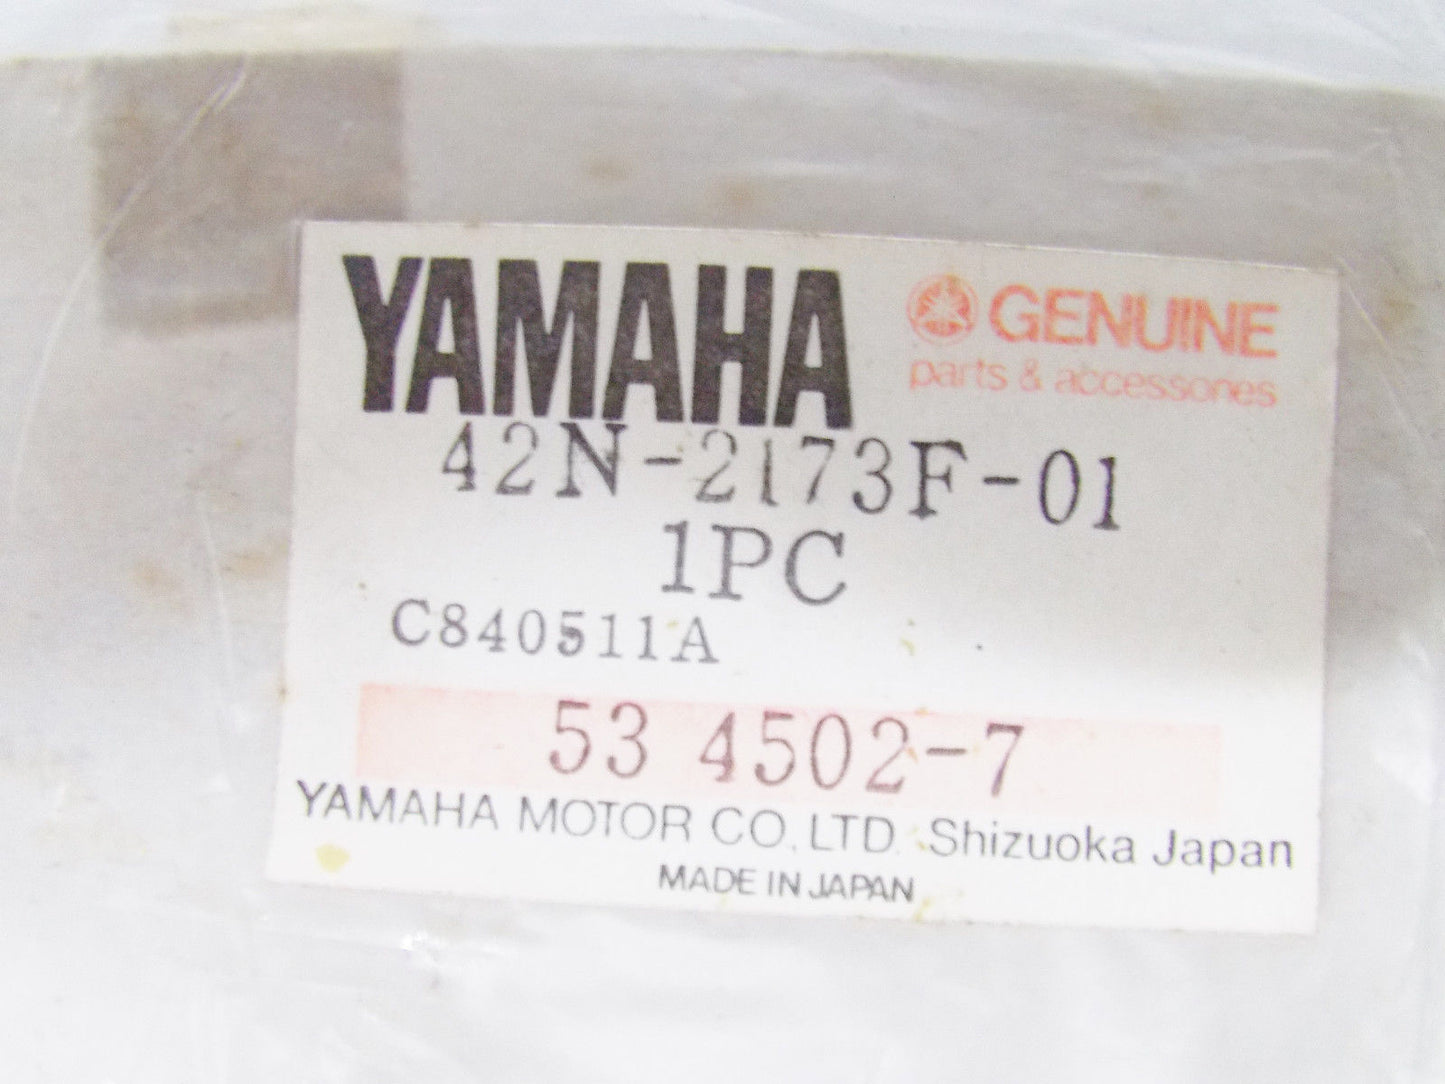 YAMAHA
GENUINE
parts & accessories
42N-2173F-01
1PC
C840511A
53 4502-7
YAMAHA MOTOR CO., LTD. Shizuoka Japan
MADE IN JAPAN